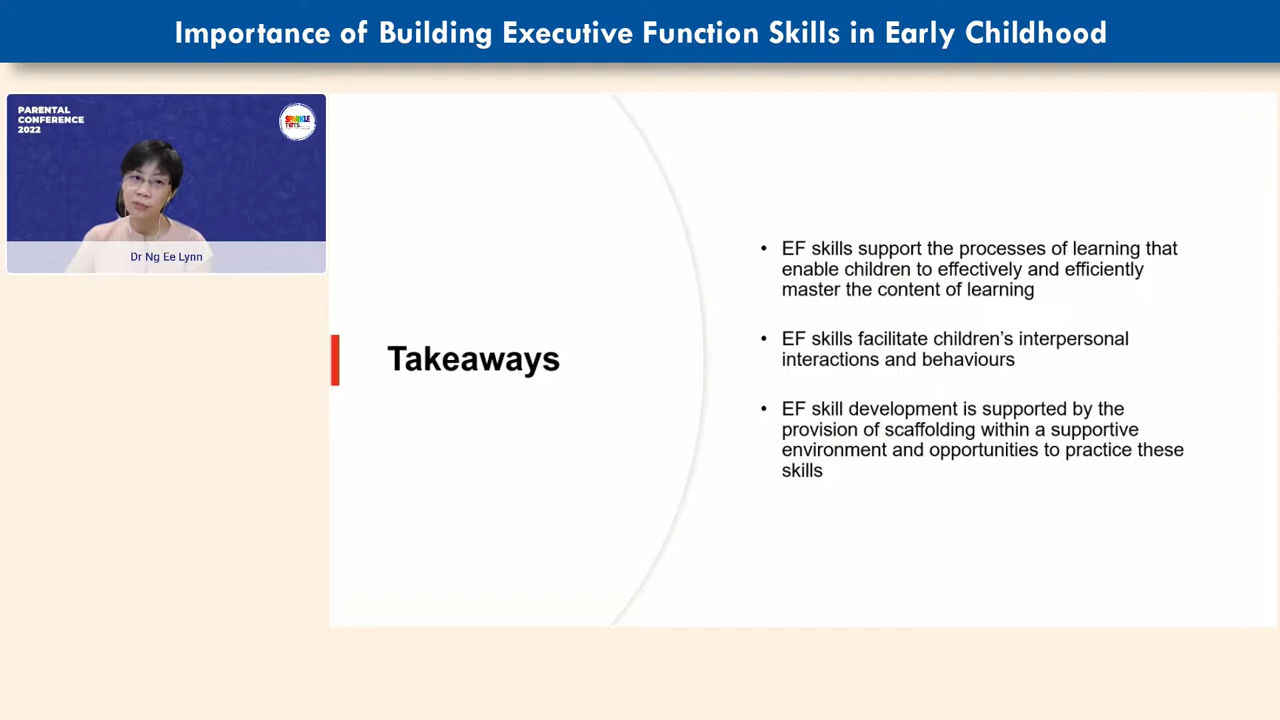 Importance of Building Executive Function Skills in Early Childhood
PARENTAL
CONFERENCE
2022
SPARKLE
TOTS
Dr Ng Ee Lynn
Takeaways
• EF skills support the processes of learning that
enable children to effectively and efficiently
master the content of learning
• EF skills facilitate children's interpersonal
interactions and behaviours
• EF skill development is supported by the
provision of scaffolding within a supportive
environment and opportunities to practice these
skills